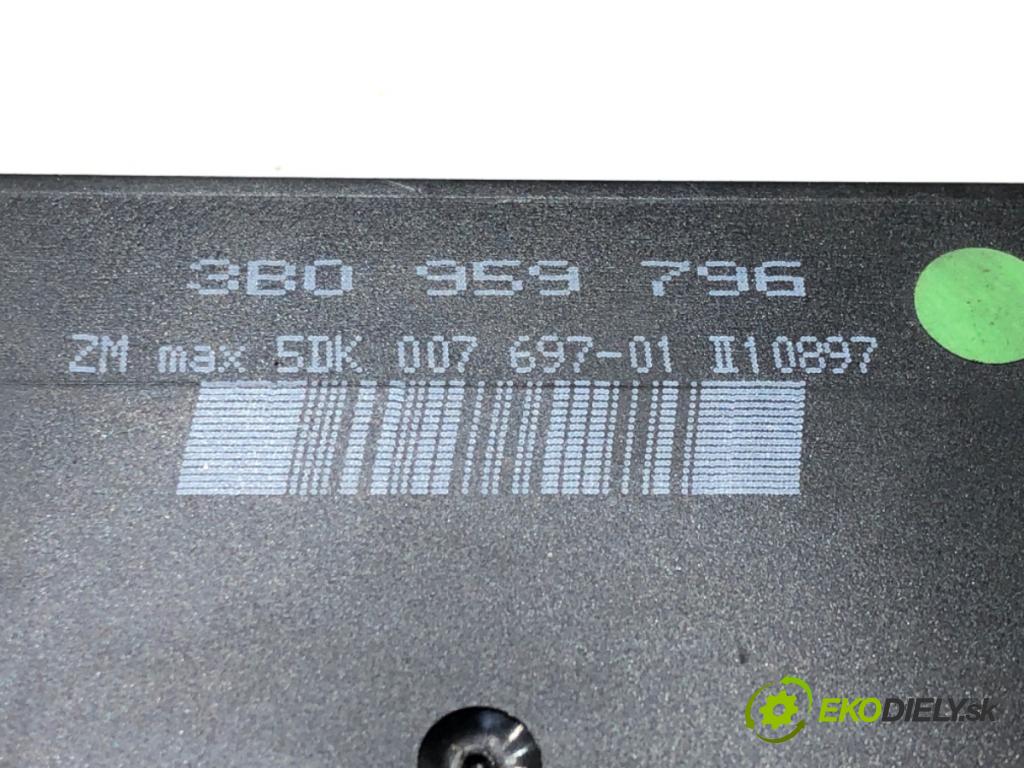 3B0 959 796
ZM max 5DK 007 697-01 II10897
EKODIELY.sk